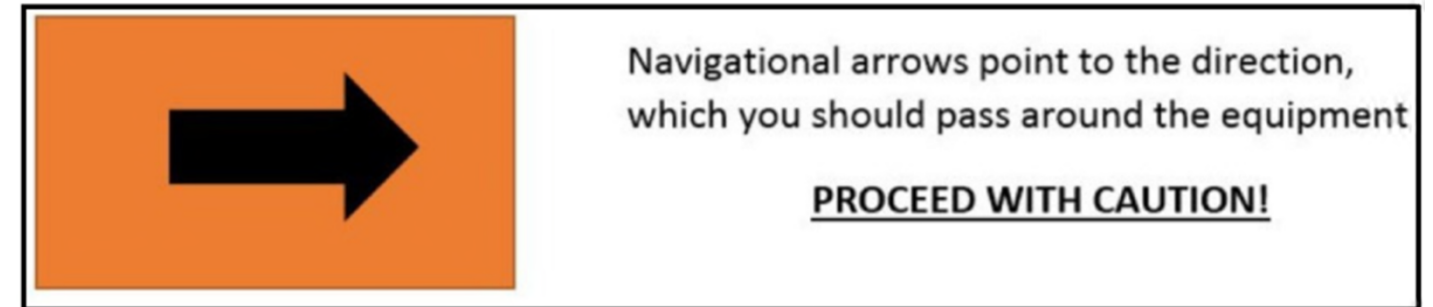 Navigational arrows point to the direction,
which you should pass around the equipment
PROCEED WITH CAUTION!